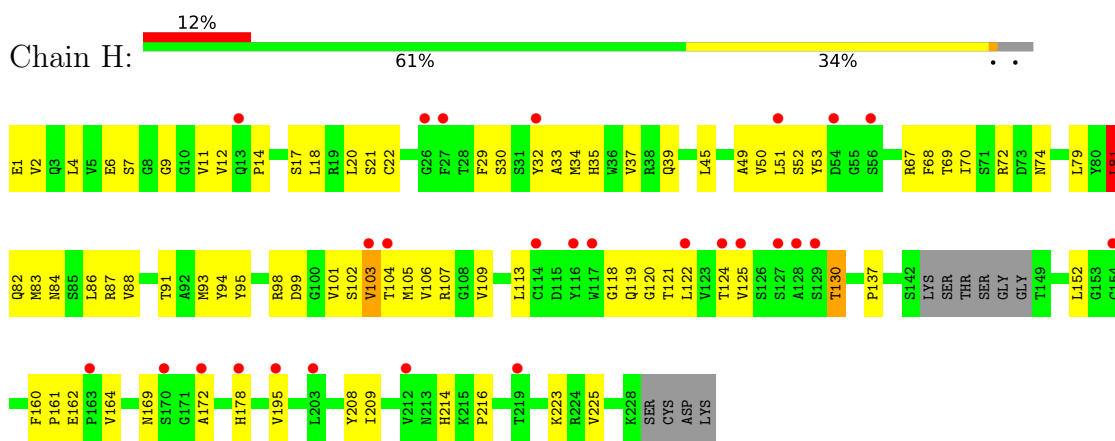 12%
Chain H:
61% 34% • •
E1 V2 Q3 L4 V5 E6 S7 G8 G9 G10 V11 V12 Q13 P14 S17 L18 R19 L20 S21 C22 G26 F27 T28 F29 S30 S31 Y32 A33 M34 H35 W36 V37 R38 Q39 L45 A49 V50 L51 S52 Y53 D54 G55 S56 R67 F68 T69 I70 S71 R72 D73 N74 L79 Y80 L81
Q82 M83 N84 S85 L86 R87 V88 T91 A92 M93 Y94 Y95 R98 D99 G100 V101 S102 V103 T104 M105 V106 R107 G108 V109 L113 C114 D115 Y116 W117 G118 Q119 G120 T121 L122 V123 T124 V125 S126 S127 A128 S129 T130 P137 S142 LYS SER THR SER GLY GLY T149 L152 G153 C154
F160 P161 E162 P163 V164 N169 S170 G171 A172 H178 V195 L203 Y208 I209 V212 N213 H214 K215 P216 T219 K223 R224 V225 K228 SER CYS ASP LYS